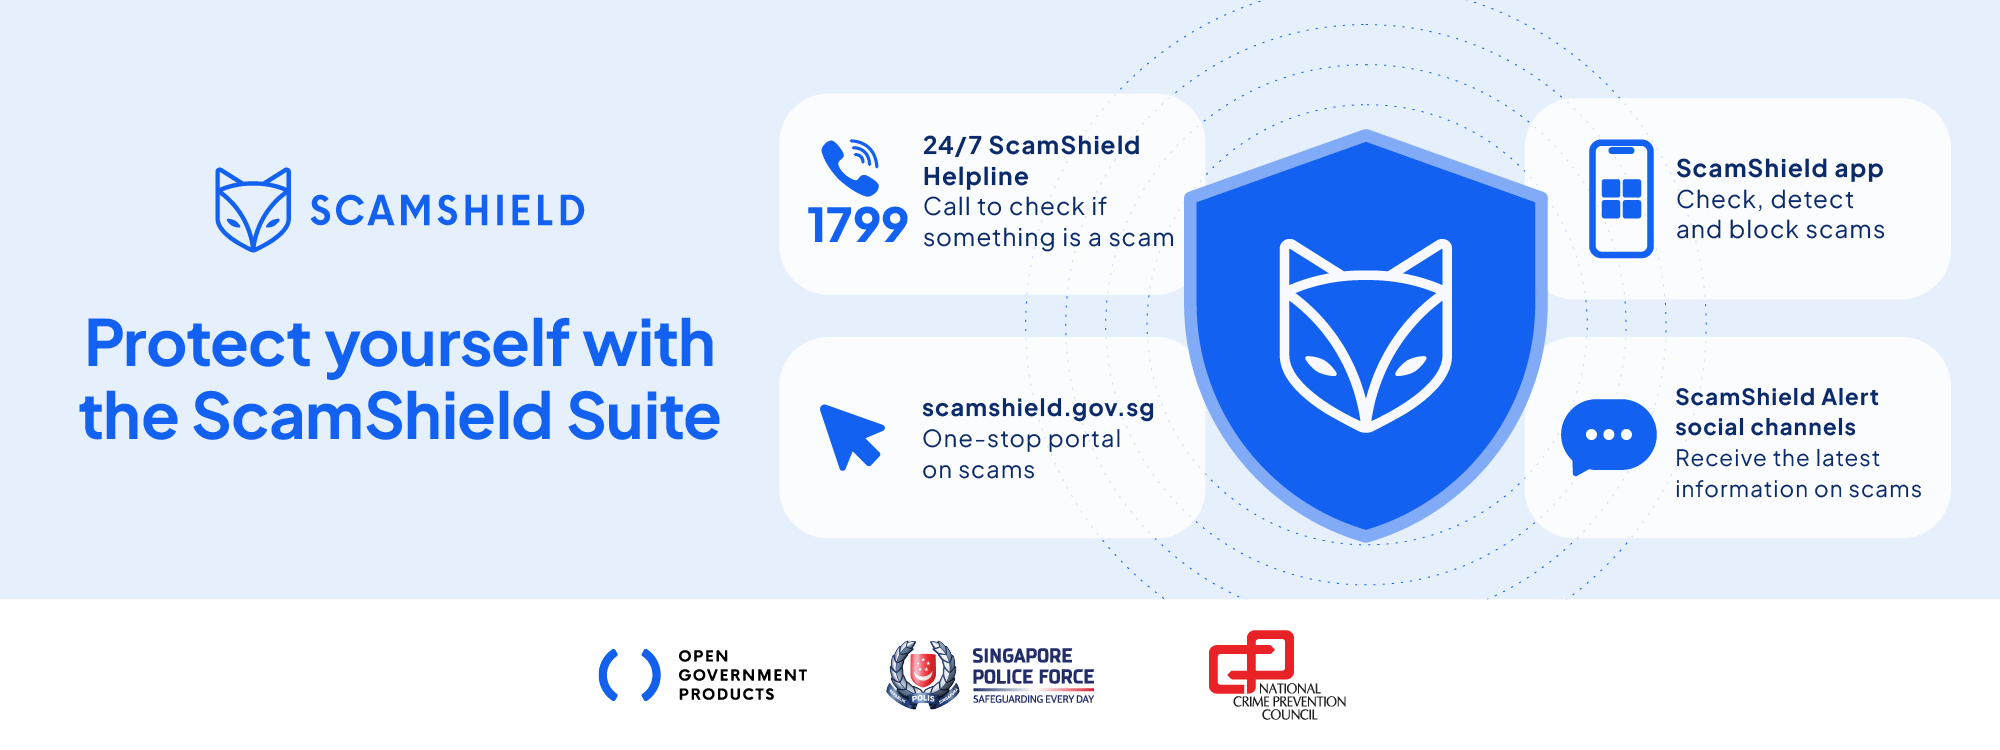 SCAMSHIELD
Protect yourself with
the ScamShield Suite
24/7 ScamShield
Helpline
1799
Call to check if
something is a scam
ScamShield app
Check, detect
and block scams
scamshield.gov.sg
One-stop portal
on scams
ScamShield Alert
social channels
Receive the latest
information on scams
OPEN
GOVERNMENT
PRODUCTS
POLIS
SINGAPORE
POLICE FORCE
SAFEGUARDING EVERY DAY
NATIONAL
CRIME PREVENTION
COUNCIL